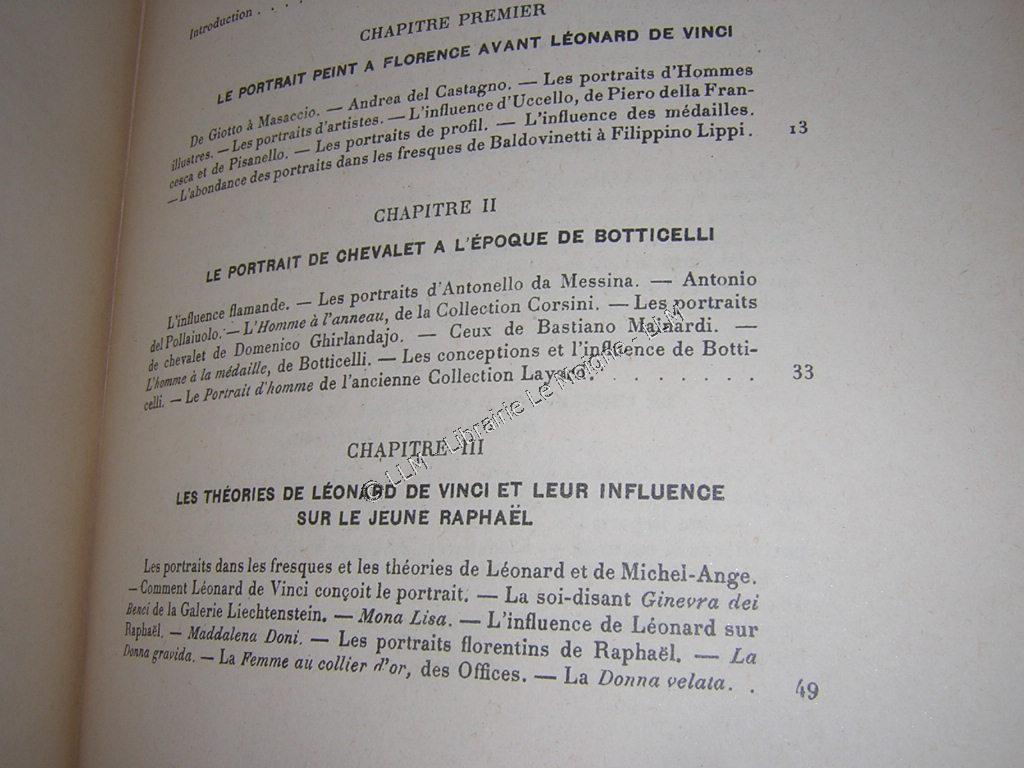 Introduction . . . .
CHAPITRE PREMIER
LE PORTRAIT PEINT A FLORENCE AVANT LÉONARD DE VINCI
De Giotto à Masaccio. — Andrea del Castagno. — Les portraits d'Hommes
illustres. — Les portraits d'artistes. — L'influence d'Uccello, de Piero della Fran-
cesca et de Pisanello. — Les portraits de profil. — L'influence des médailles.
— L'abondance des portraits dans les fresques de Baldovinetti à Filippino Lippi. 13
CHAPITRE II
LE PORTRAIT DE CHEVALET A L'ÉPOQUE DE BOTTICELLI
L'influence flamande. — Les portraits d'Antonello da Messina. — Antonio
del Pollaiuolo. — L'Homme à l'anneau, de la Collection Corsini. — Les portraits
de chevalet de Domenico Ghirlandajo. — Ceux de Bastiano Mainardi. —
L'homme à la médaille, de Botticelli. — Les conceptions et l'influence de Botti-
celli. — Le Portrait d'homme de l'ancienne Collection Layard. . . . . . . . 33
CHAPITRE III
LES THÉORIES DE LÉONARD DE VINCI ET LEUR INFLUENCE
SUR LE JEUNE RAPHAËL
Les portraits dans les fresques et les théories de Léonard et de Michel-Ange.
— Comment Léonard de Vinci conçoit le portrait. — La soi-disant Ginevra dei
Benci de la Galerie Liechtenstein. — Mona Lisa. — L'influence de Léonard sur
Raphaël. — Maddalena Doni. — Les portraits florentins de Raphaël. — La
Donna gravida. — La Femme au collier d'or, des Offices. — La Donna velata. . . 49
© LLM - Librairie Le Moigne - LLM